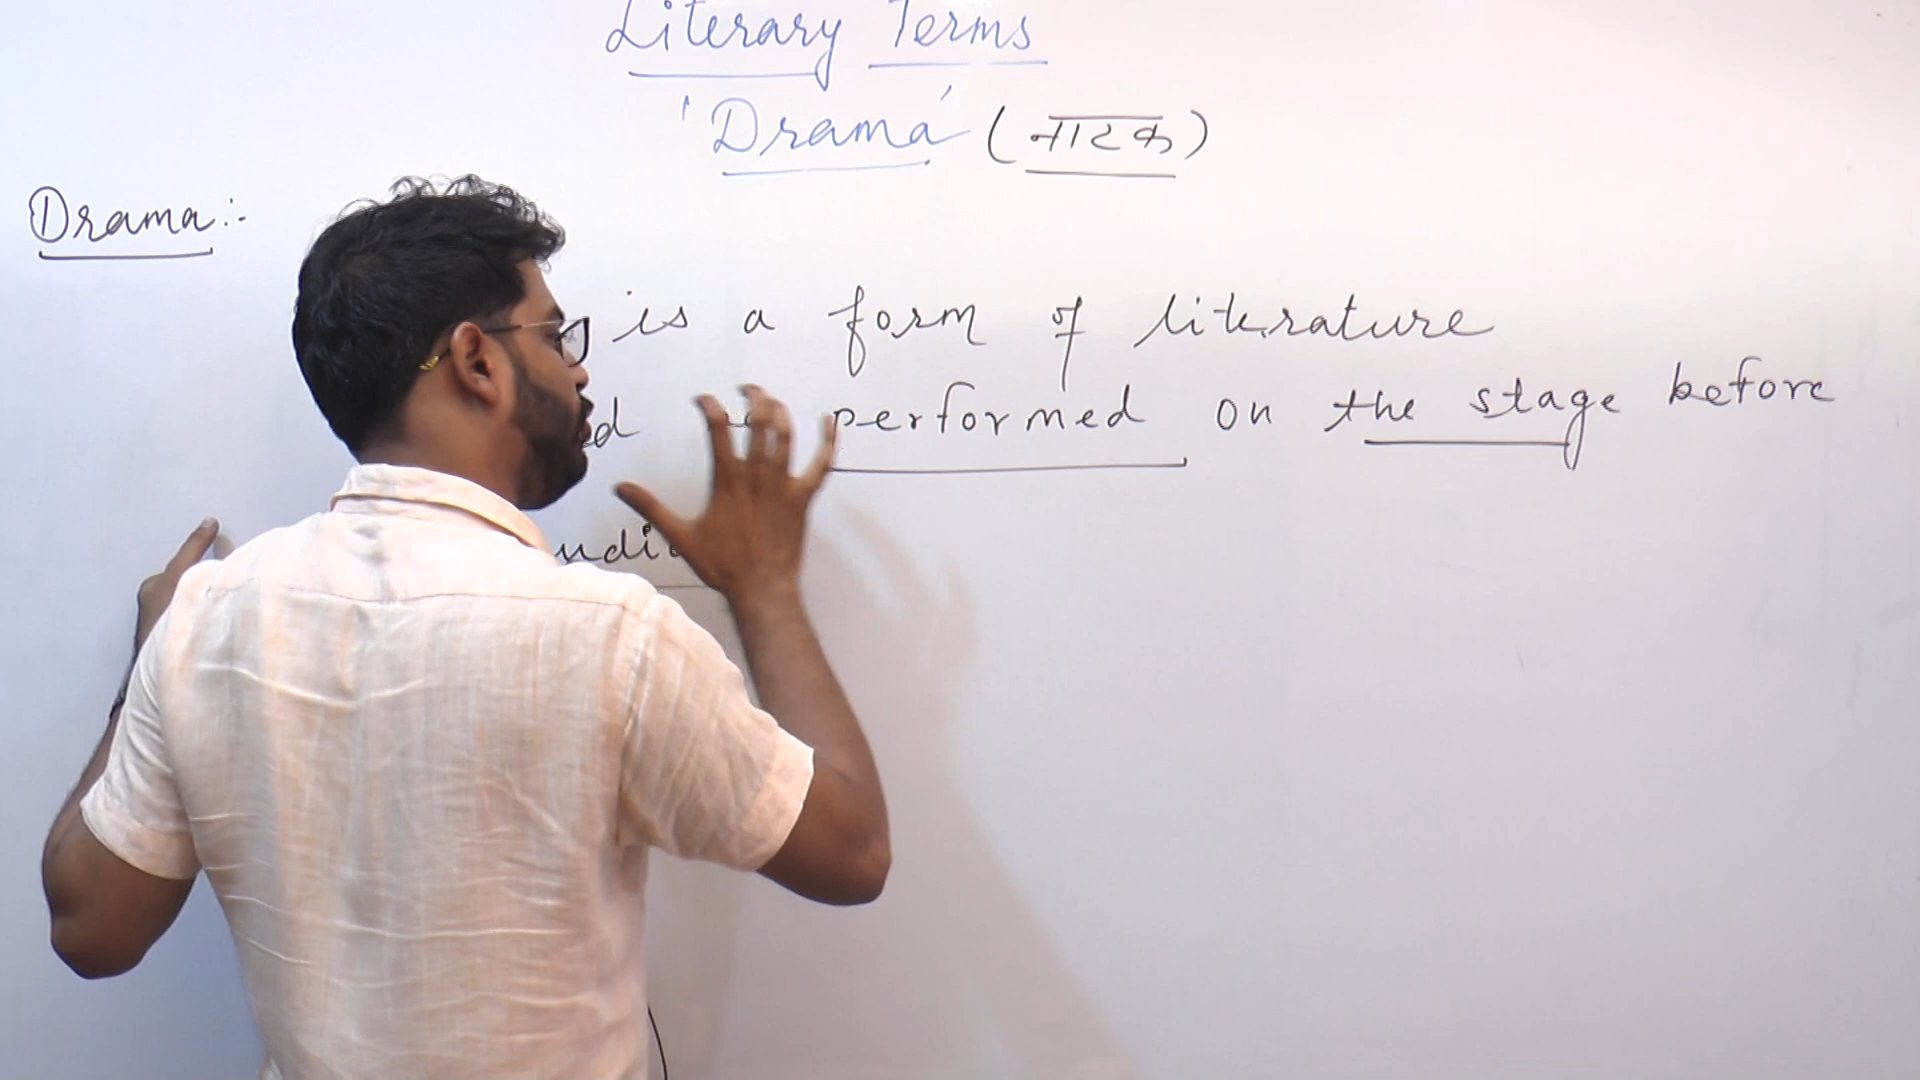 Literary Terms
'Drama' (नाटक)
Drama:-
is a form of literature
performed on the stage before